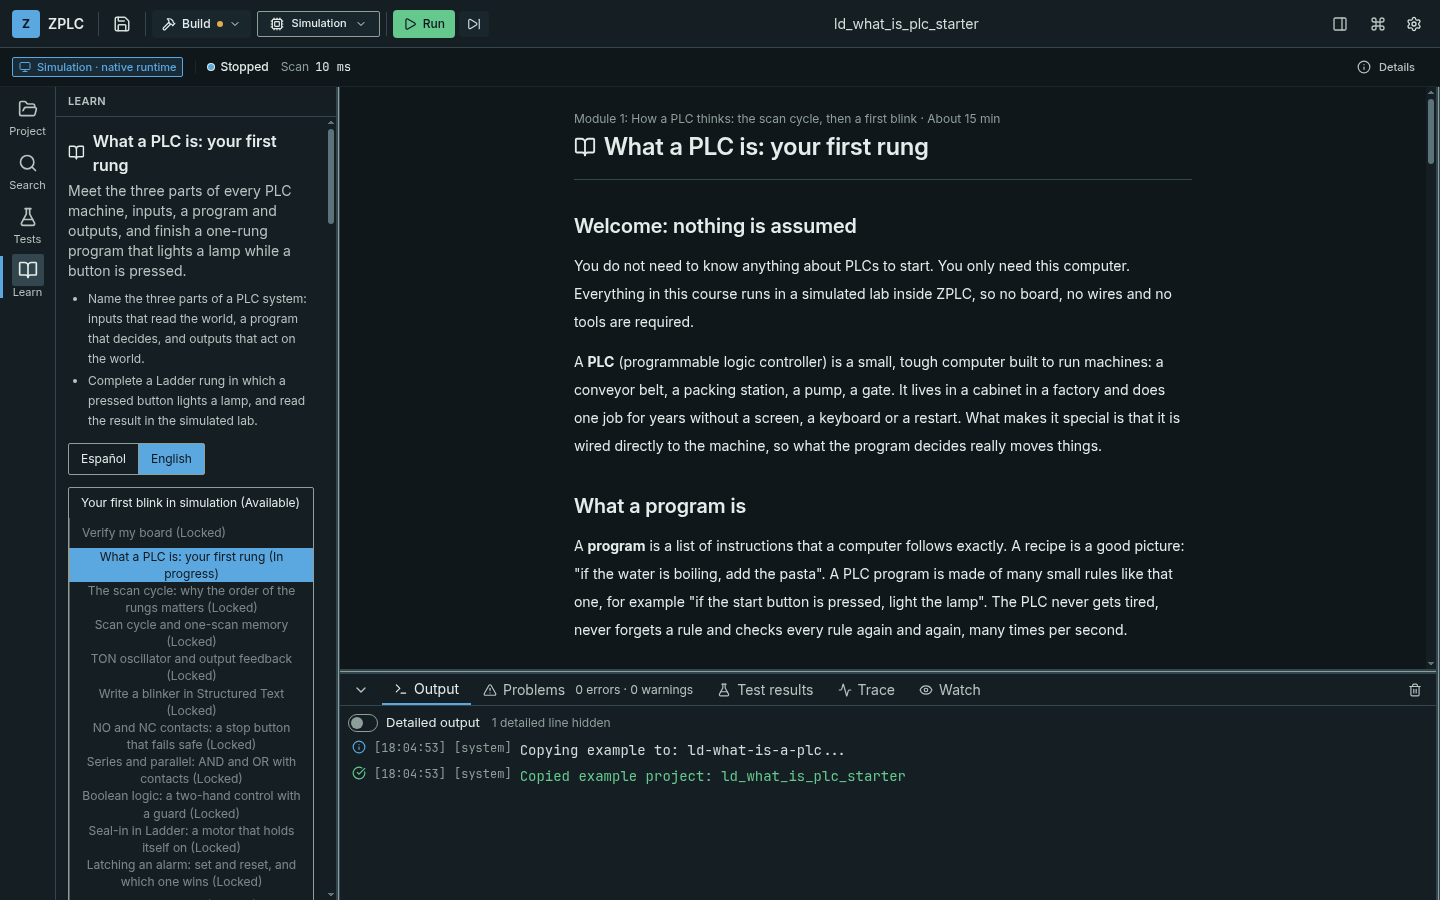 Z ZPLC
Build
Simulation
Run
ld_what_is_plc_starter
Simulation · native runtime
Stopped
Scan 10 ms
Details
Project
Search
Tests
Learn
LEARN
What a PLC is: your first
rung
Meet the three parts of every PLC
machine, inputs, a program and
outputs, and finish a one-rung
program that lights a lamp while a
button is pressed.
• Name the three parts of a PLC system:
inputs that read the world, a program
that decides, and outputs that act on
the world.
• Complete a Ladder rung in which a
pressed button lights a lamp, and read
the result in the simulated lab.
Español English
Your first blink in simulation (Available)
Verify my board (Locked)
What a PLC is: your first rung (In
progress)
The scan cycle: why the order of the
rungs matters (Locked)
Scan cycle and one-scan memory
(Locked)
TON oscillator and output feedback
(Locked)
Write a blinker in Structured Text
(Locked)
NO and NC contacts: a stop button
that fails safe (Locked)
Series and parallel: AND and OR with
contacts (Locked)
Boolean logic: a two-hand control with
a guard (Locked)
Seal-in in Ladder: a motor that holds
itself on (Locked)
Latching an alarm: set and reset, and
which one wins (Locked)
Module 1: How a PLC thinks: the scan cycle, then a first blink · About 15 min
What a PLC is: your first rung
Welcome: nothing is assumed
You do not need to know anything about PLCs to start. You only need this computer.
Everything in this course runs in a simulated lab inside ZPLC, so no board, no wires and no
tools are required.
A PLC (programmable logic controller) is a small, tough computer built to run machines: a
conveyor belt, a packing station, a pump, a gate. It lives in a cabinet in a factory and does
one job for years without a screen, a keyboard or a restart. What makes it special is that it is
wired directly to the machine, so what the program decides really moves things.
What a program is
A program is a list of instructions that a computer follows exactly. A recipe is a good picture:
"if the water is boiling, add the pasta". A PLC program is made of many small rules like that
one, for example "if the start button is pressed, light the lamp". The PLC never gets tired,
never forgets a rule and checks every rule again and again, many times per second.
Output
Problems 0 errors · 0 warnings
Test results
Trace
Watch
Detailed output 1 detailed line hidden
[18:04:53] [system] Copying example to: ld-what-is-a-plc...
[18:04:53] [system] Copied example project: ld_what_is_plc_starter